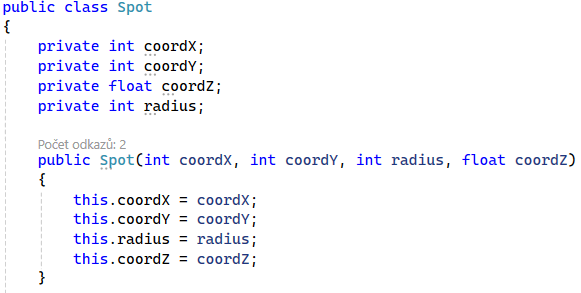 public class Spot
{
private int coordX;
private int coordY;
private float coordZ;
private int radius;
Počet odkazů: 2
public Spot(int coordX, int coordY, int radius, float coordZ)
{
this.coordX = coordX;
this.coordY = coordY;
this.radius = radius;
this.coordZ = coordZ;
}